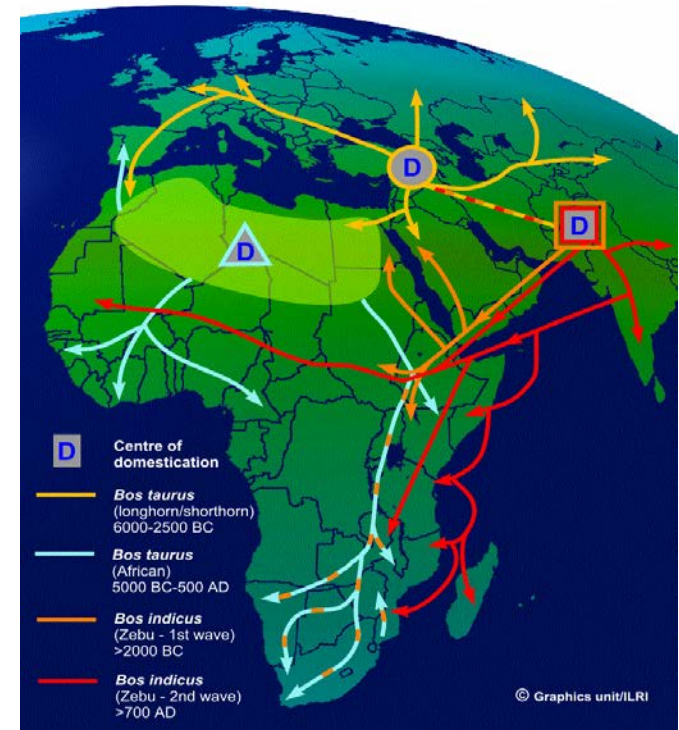 D
D
D
D
Centre of
domestication
Bos taurus
(longhorn/shorthorn)
6000-2500 BC
Bos taurus
(African)
5000 BC-500 AD
Bos indicus
(Zebu - 1st wave)
>2000 BC
Bos indicus
(Zebu - 2nd wave)
>700 AD
© Graphics unit/ILRI